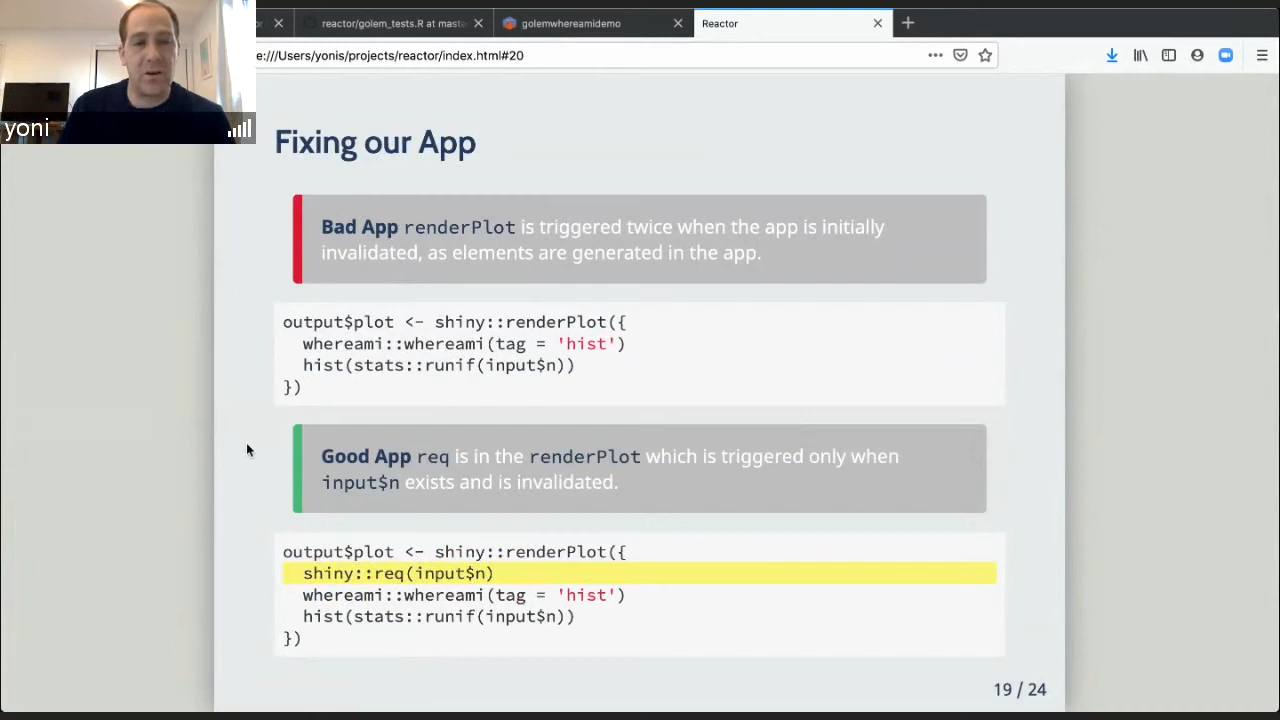 or
reactor/golem_tests.R at maste
golemwhereamidemo
Reactor
e:///Users/yonis/projects/reactor/index.html#20
yoni
Fixing our App
Bad App renderPlot is triggered twice when the app is initially
invalidated, as elements are generated in the app.
output$plot <- shiny::renderPlot({
  whereami::whereami(tag = 'hist')
  hist(stats::runif(input$n))
})
Good App req is in the renderPlot which is triggered only when
input$n exists and is invalidated.
output$plot <- shiny::renderPlot({
  shiny::req(input$n)
  whereami::whereami(tag = 'hist')
  hist(stats::runif(input$n))
})
19 / 24